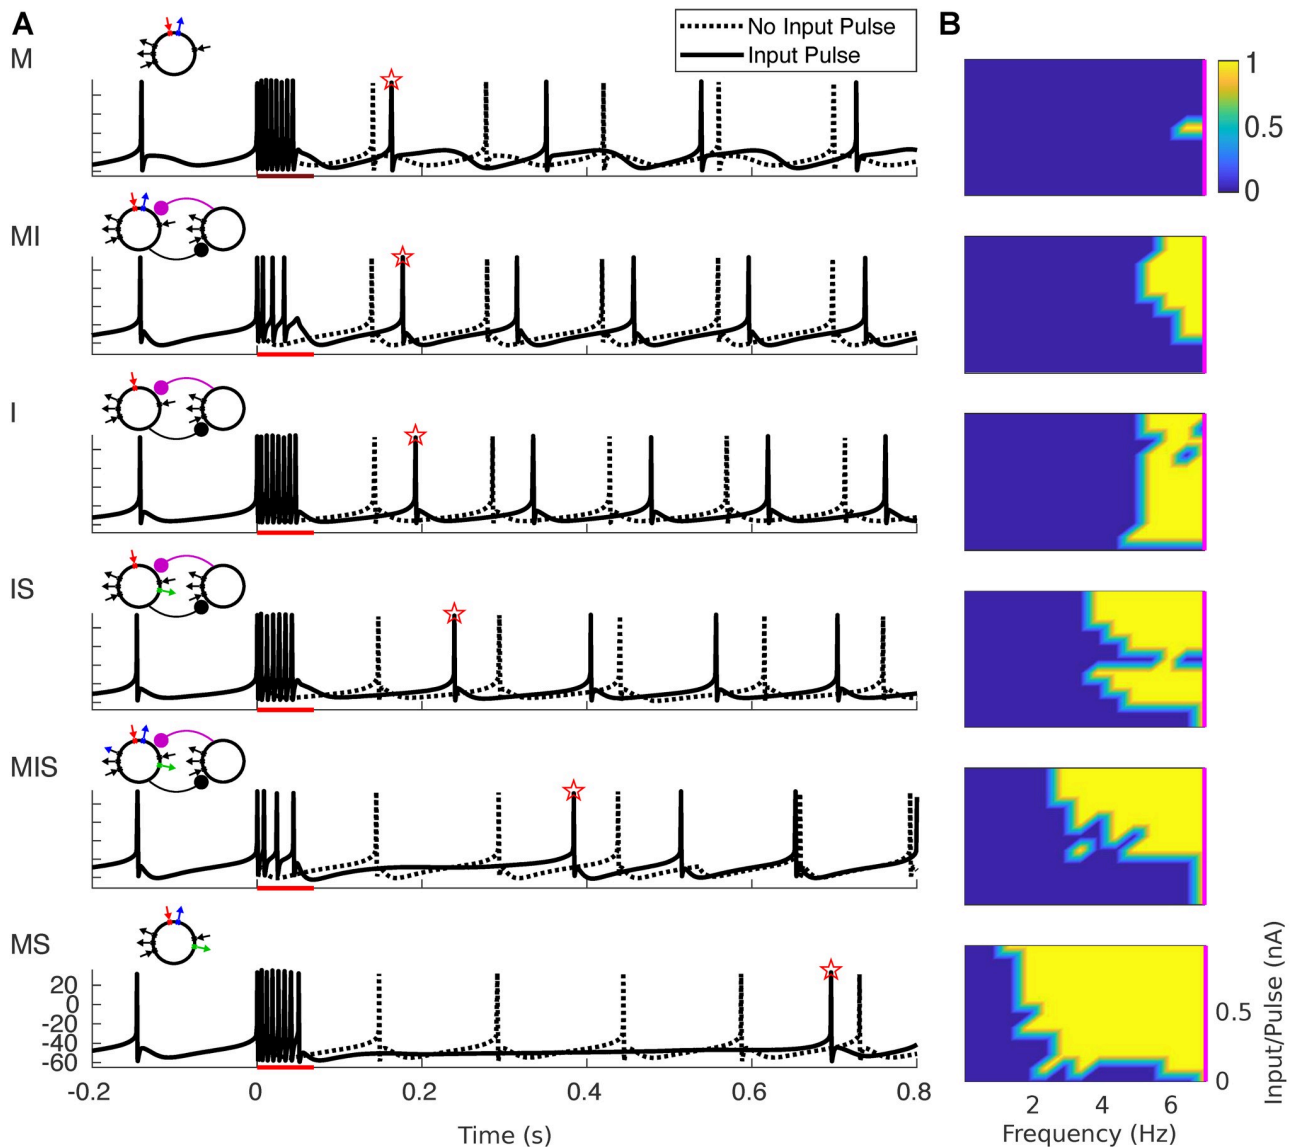 A
No Input Pulse
Input Pulse
B
M
1
0.5
0
MI
I
IS
MIS
MS
20
0
-20
-40
-60
-0.2 0 0.2 0.4 0.6 0.8
Time (s)
0.5
0
Input/Pulse (nA)
2 4 6
Frequency (Hz)